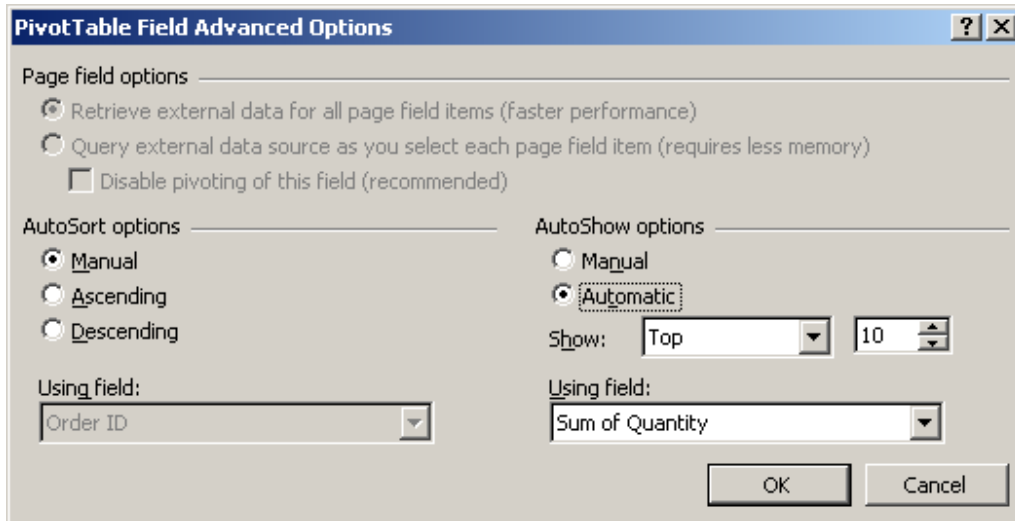 PivotTable Field Advanced Options
Page field options
Retrieve external data for all page field items (faster performance)
Query external data source as you select each page field item (requires less memory)
Disable pivoting of this field (recommended)
AutoSort options
Manual
Ascending
Descending
Using field:
Order ID
AutoShow options
Manual
Automatic
Show: Top 10
Using field:
Sum of Quantity
OK Cancel